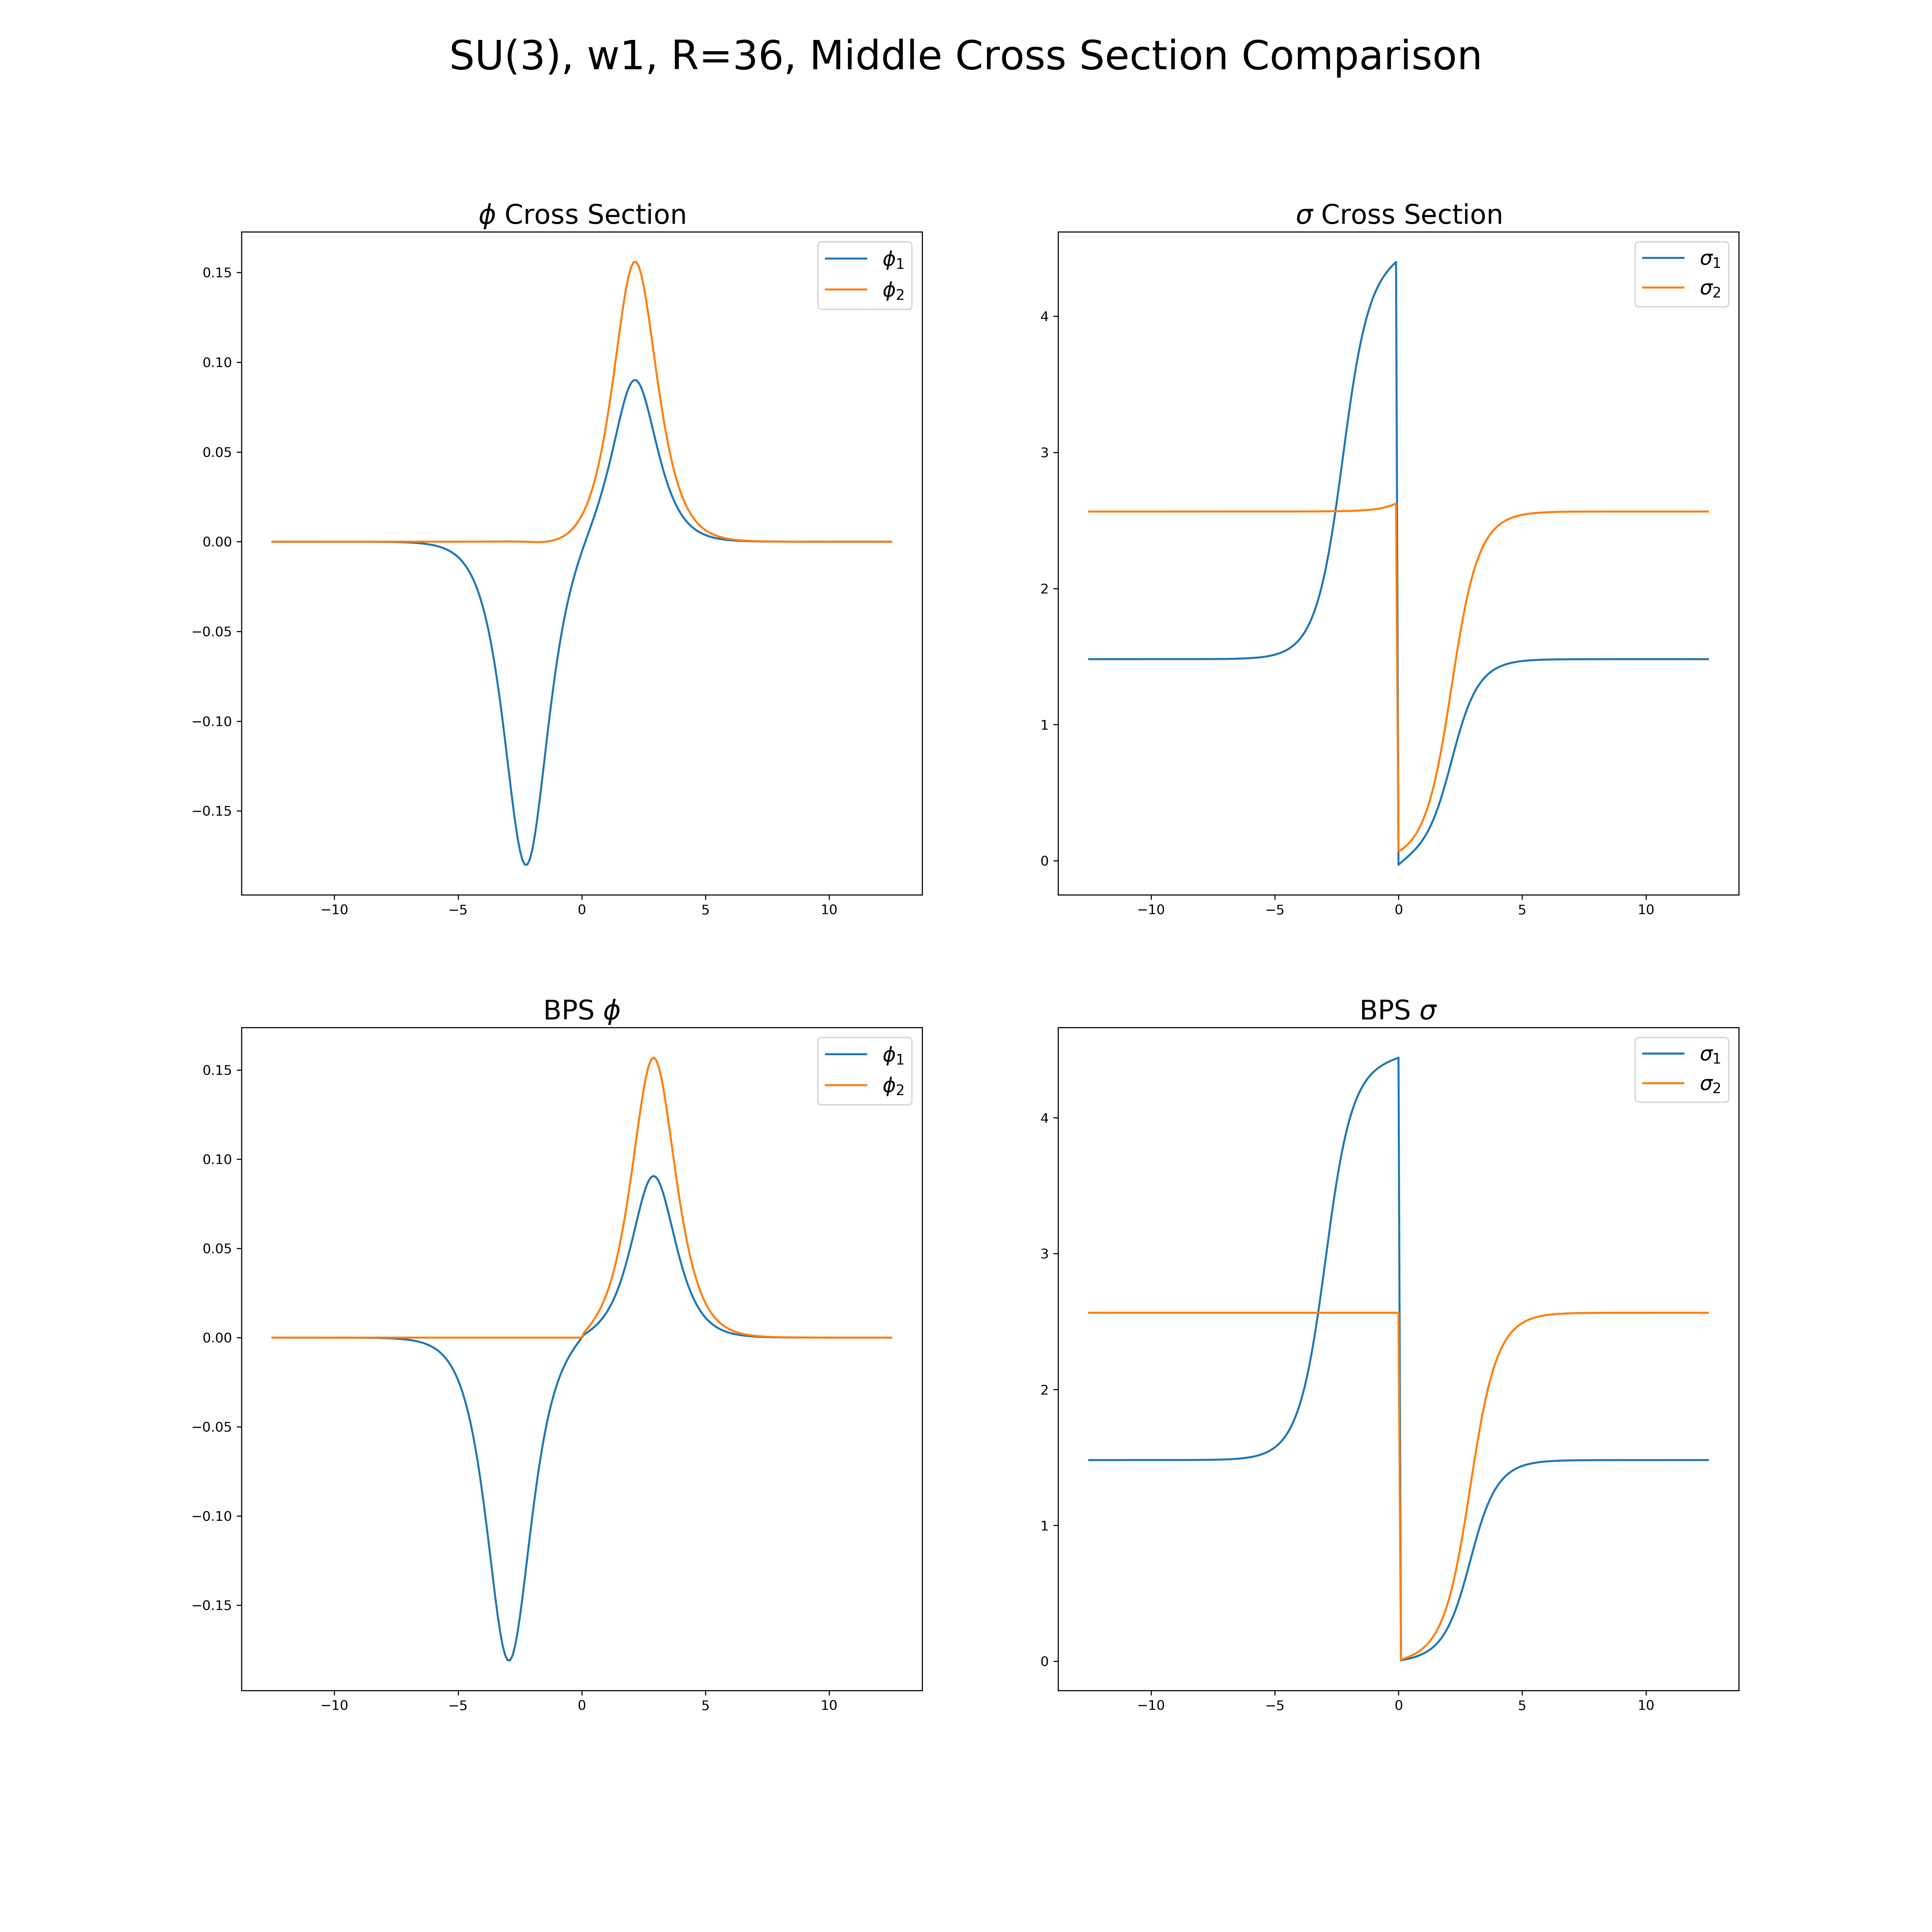 SU(3), w1, R=36, Middle Cross Section Comparison
ϕ Cross Section
ϕ₁
ϕ₂
0.15
0.10
0.05
0.00
−0.05
−0.10
−0.15
−10 −5 0 5 10
σ Cross Section
σ₁
σ₂
4
3
2
1
0
−10 −5 0 5 10
BPS ϕ
ϕ₁
ϕ₂
0.15
0.10
0.05
0.00
−0.05
−0.10
−0.15
−10 −5 0 5 10
BPS σ
σ₁
σ₂
4
3
2
1
0
−10 −5 0 5 10